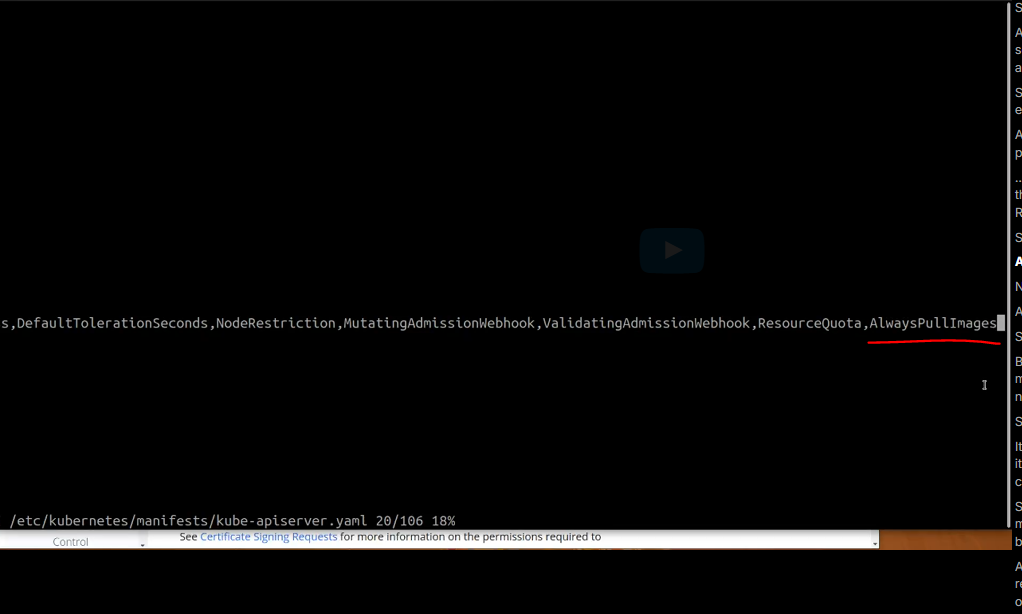 s,DefaultTolerationSeconds,NodeRestriction,MutatingAdmissionWebhook,ValidatingAdmissionWebhook,ResourceQuota,AlwaysPullImages
/etc/kubernetes/manifests/kube-apiserver.yaml 20/106 18%
Control
See Certificate Signing Requests for more information on the permissions required to